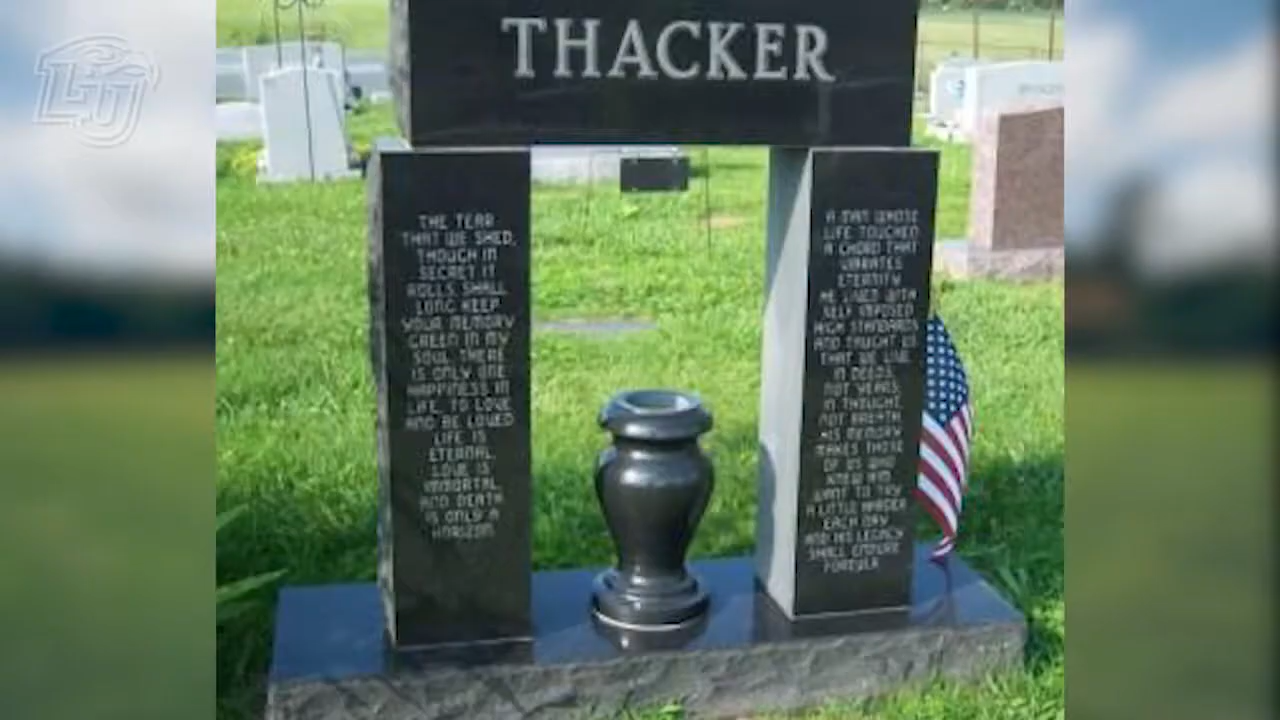 LU
THACKER
THE TEAR
THAT WE SHED,
THOUGH IN
SECRET IT
ROLLS SHALL
LONG KEEP
YOUR MEMORY
GREEN IN MY
SOUL. THERE
IS ONLY ONE
HAPPINESS IN
LIFE, TO LOVE
AND BE LOVED
LIFE IS
ETERNAL,
LOVE IS
IMMORTAL,
AND DEATH
IS ONLY A
HORIZON
A MAN WHOSE
LIFE TOUCHED
A CHORD THAT
VIBRATES
ETERNITY
HE LIVED WITH
SELF IMPOSED
HIGH STANDARDS
AND TAUGHT US
THAT WE LIVE
IN DEEDS,
NOT YEARS,
IN THOUGHT,
NOT BREATH
HIS MEMORY
MAKES THOSE
OF US WHO
KNEW HIM
WANT TO TRY
A LITTLE HARDER
EACH DAY
AND HIS LEGACY
SHALL ENDURE
FOREVER